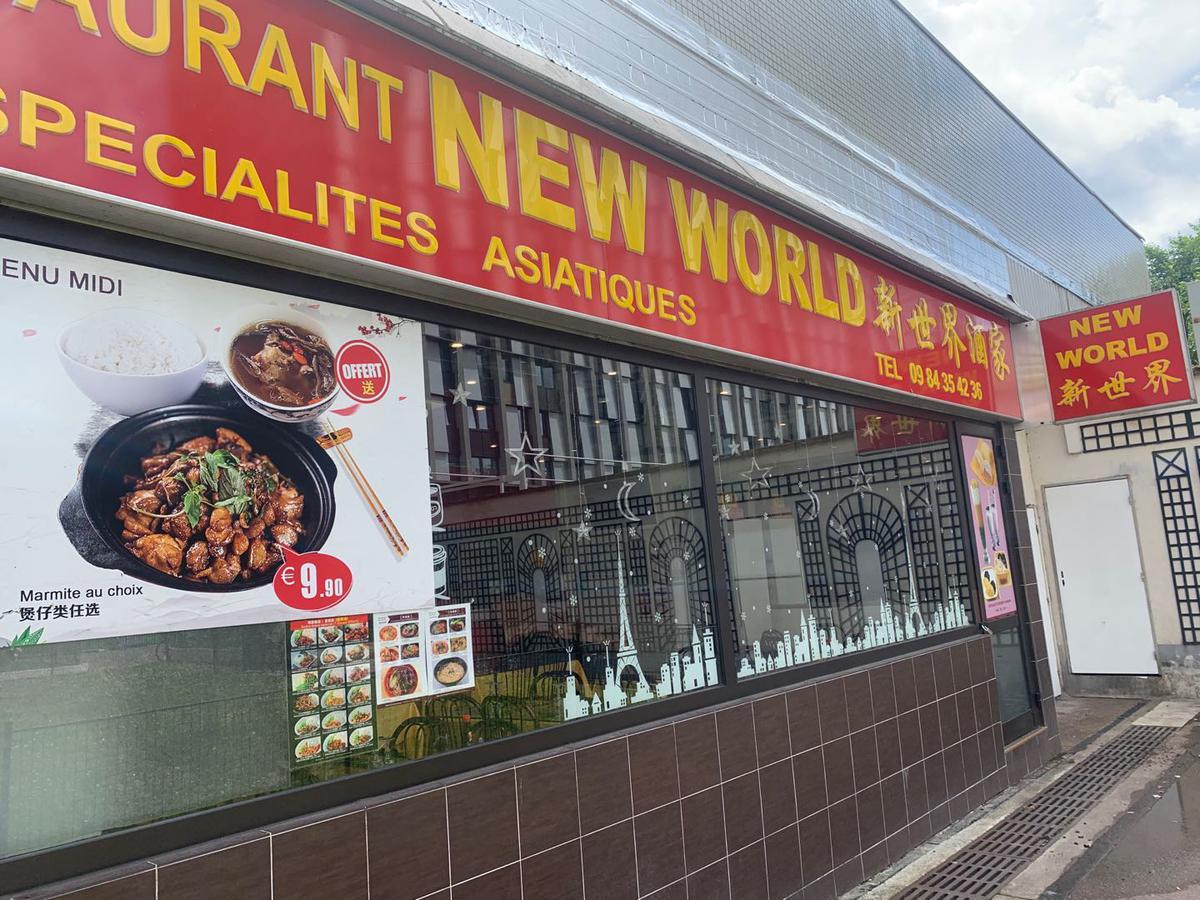 AURANT NEW WORLD 新世界酒家
SPECIALITES ASIATIQUES
TEL 09 84 35 42 36
NEW
WORLD
新世界
ENU MIDI
OFFERT
送
€9.90
Marmite au choix
煲仔类任选